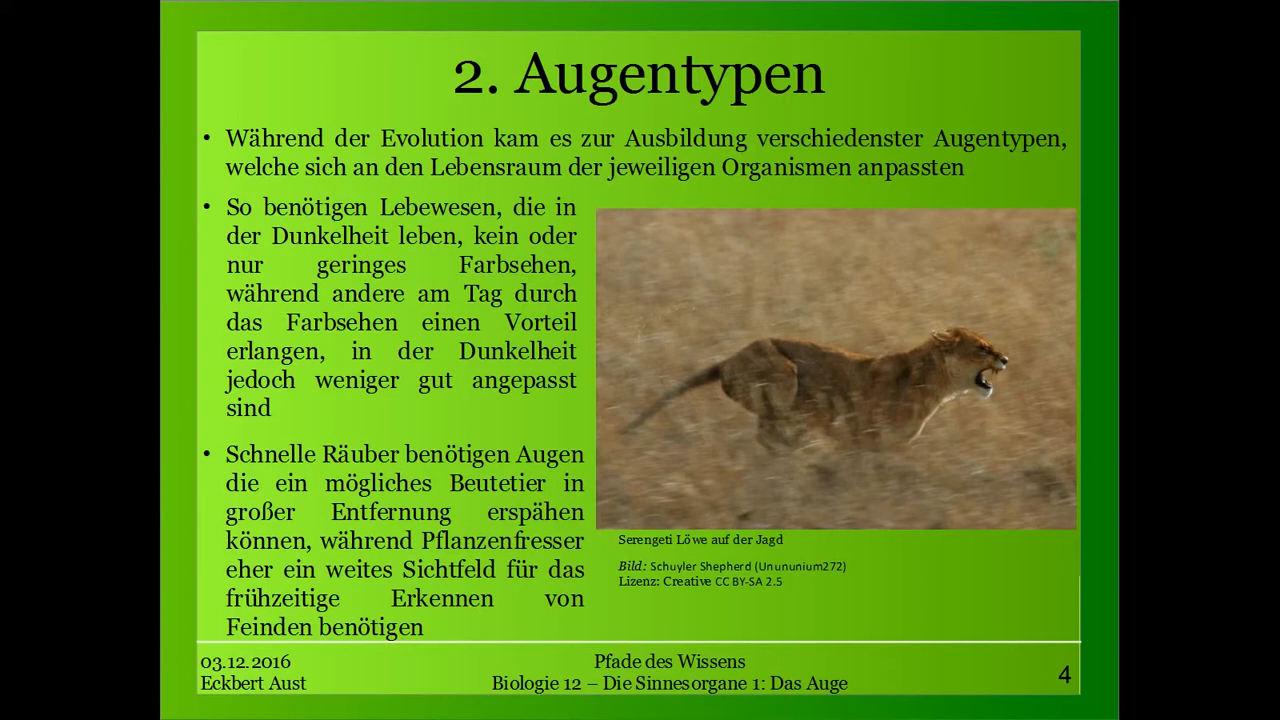 2. Augentypen
• Während der Evolution kam es zur Ausbildung verschiedenster Augentypen,
welche sich an den Lebensraum der jeweiligen Organismen anpassten
• So benötigen Lebewesen, die in
der Dunkelheit leben, kein oder
nur geringes Farbsehen,
während andere am Tag durch
das Farbsehen einen Vorteil
erlangen, in der Dunkelheit
jedoch weniger gut angepasst
sind
• Schnelle Räuber benötigen Augen
die ein mögliches Beutetier in
großer Entfernung erspähen
können, während Pflanzenfresser
eher ein weites Sichtfeld für das
frühzeitige Erkennen von
Feinden benötigen
Serengeti Löwe auf der Jagd
Bild: Schuyler Shepherd (Unununium272)
Lizenz: Creative CC BY-SA 2.5
03.12.2016
Eckbert Aust
Pfade des Wissens
Biologie 12 – Die Sinnesorgane 1: Das Auge
4